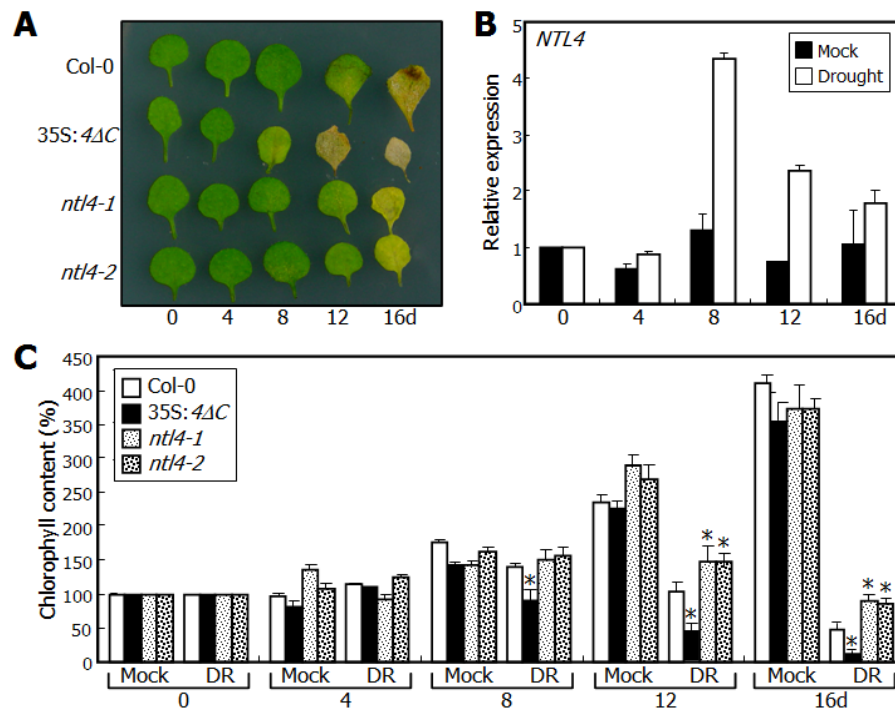 A
Col-0
35S:4ΔC
ntl4-1
ntl4-2
0 4 8 12 16d
B
NTL4
Mock
Drought
Relative expression
5
4
3
2
1
0
0 4 8 12 16d
C
Col-0
35S:4ΔC
ntl4-1
ntl4-2
Chlorophyll content (%)
450
400
350
300
250
200
150
100
50
0
* * * * * * *
Mock DR Mock DR Mock DR Mock DR Mock DR
0 4 8 12 16d